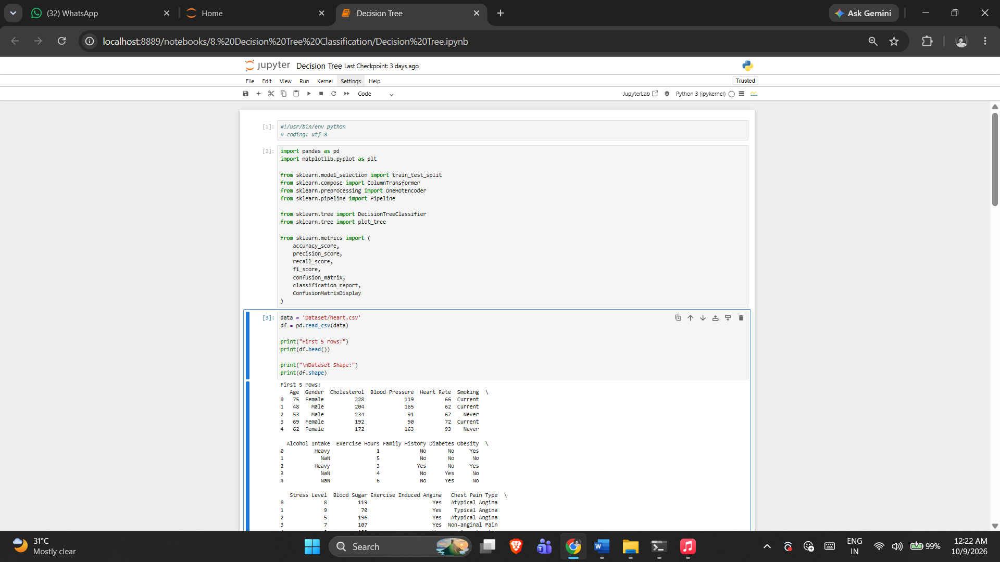 (32) WhatsApp
Home
Decision Tree
Ask Gemini
localhost:8889/notebooks/8.%20Decision%20Tree%20Classification/Decision%20Tree.ipynb
jupyter Decision Tree Last Checkpoint: 3 days ago
File Edit View Run Kernel Settings Help
Trusted
Code
JupyterLab
Python 3 (ipykernel)
[1]: #!/usr/bin/env python
# coding: utf-8
[2]: import pandas as pd
import matplotlib.pyplot as plt
from sklearn.model_selection import train_test_split
from sklearn.compose import ColumnTransformer
from sklearn.preprocessing import OneHotEncoder
from sklearn.pipeline import Pipeline
from sklearn.tree import DecisionTreeClassifier
from sklearn.tree import plot_tree
from sklearn.metrics import (
accuracy_score,
precision_score,
recall_score,
f1_score,
confusion_matrix,
classification_report,
ConfusionMatrixDisplay
)
[3]: data = 'Dataset/heart.csv'
df = pd.read_csv(data)
print("First 5 rows:")
print(df.head())
print("\nDataset Shape:")
print(df.shape)
First 5 rows:
Age Gender Cholesterol Blood Pressure Heart Rate Smoking \
0 75 Female 228 119 66 Current
1 48 Male 204 165 62 Current
2 53 Male 234 91 67 Never
3 69 Female 192 90 72 Current
4 62 Female 172 163 93 Never
Alcohol Intake Exercise Hours Family History Diabetes Obesity \
0 Heavy 1 No No Yes
1 NaN 5 No No No
2 Heavy 3 Yes No Yes
3 NaN 4 No Yes No
4 NaN 6 No Yes No
Stress Level Blood Sugar Exercise Induced Angina Chest Pain Type \
0 8 119 Yes Atypical Angina
1 9 70 Yes Typical Angina
2 5 196 Yes Atypical Angina
3 7 107 Yes Non-anginal Pain
31°C
Mostly clear
Search
ENG
IN
99%
12:22 AM
10/9/2026